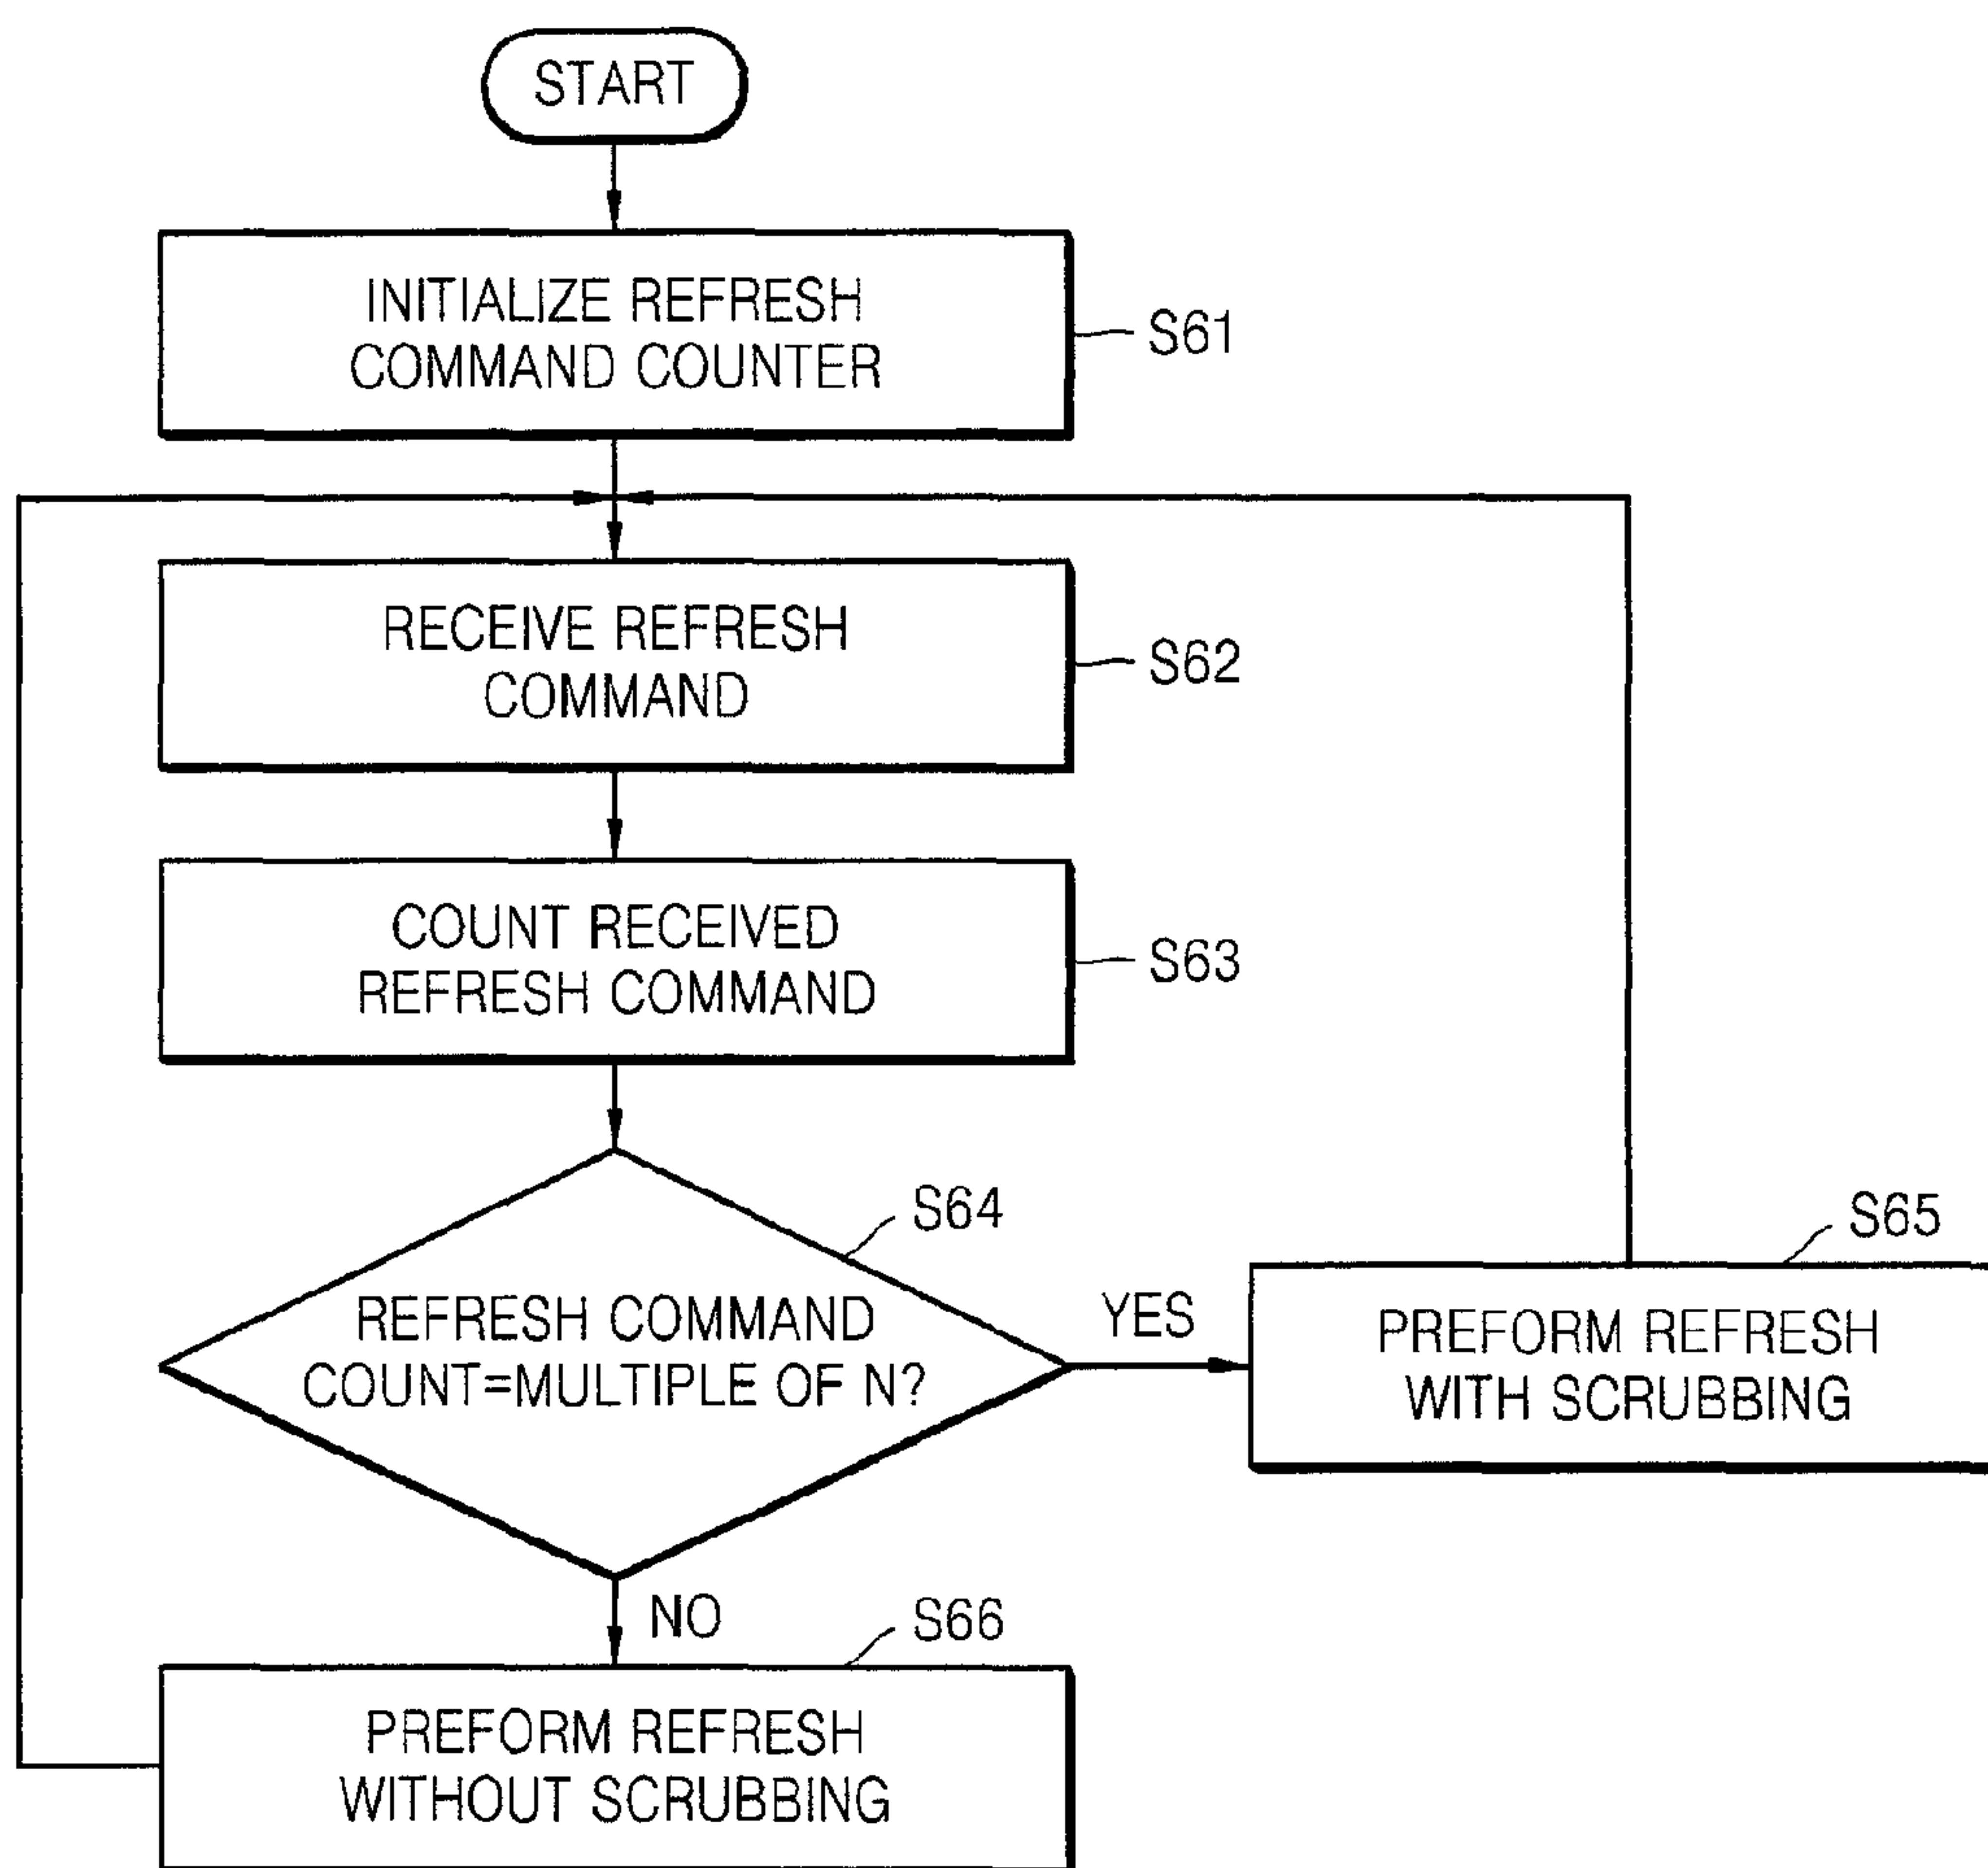 START
INITIALIZE REFRESH
COMMAND COUNTER
S61
RECEIVE REFRESH
COMMAND
S62
COUNT RECEIVED
REFRESH COMMAND
S63
S64
REFRESH COMMAND
COUNT=MULTIPLE OF N?
YES
S65
PREFORM REFRESH
WITH SCRUBBING
NO
S66
PREFORM REFRESH
WITHOUT SCRUBBING